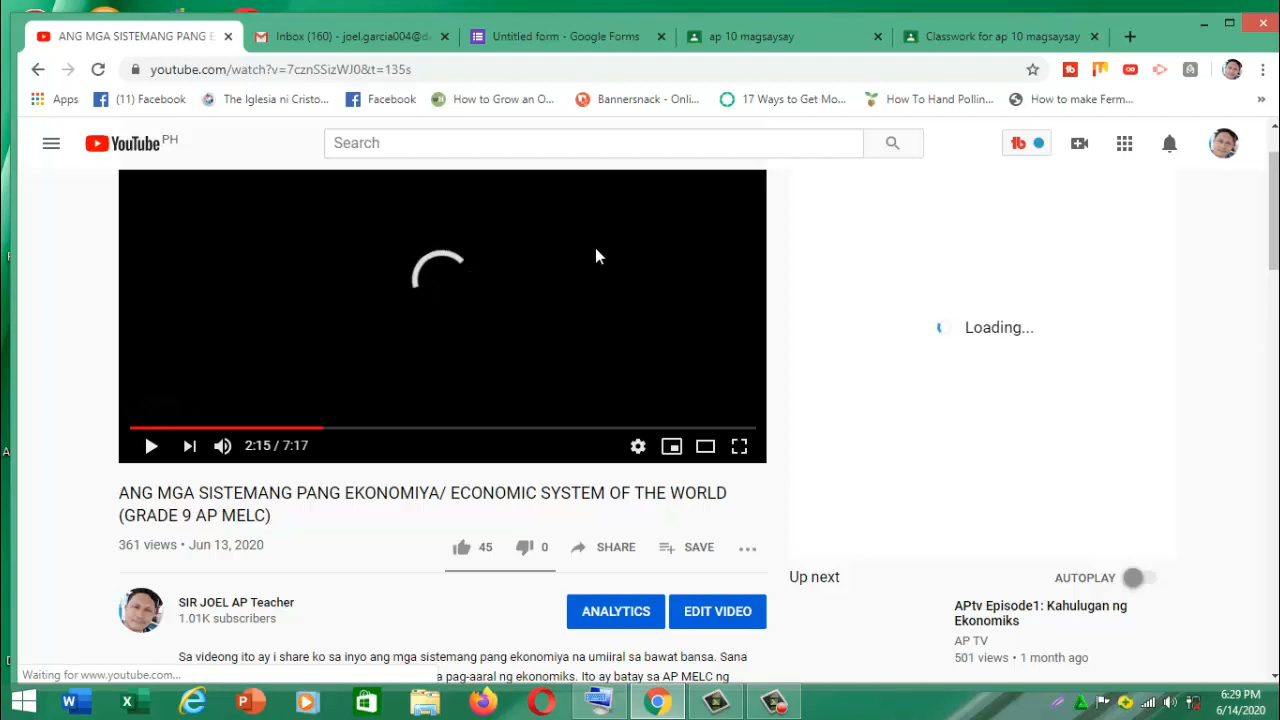 ANG MGA SISTEMANG PANG E
Inbox (160) - joel.garcia004@d
Untitled form - Google Forms
ap 10 magsaysay
Classwork for ap 10 magsaysay
youtube.com/watch?v=7cznSSizWJ0&t=135s
Apps
(11) Facebook
The Iglesia ni Cristo...
Facebook
How to Grow an O...
Bannersnack - Onli...
17 Ways to Get Mo...
How To Hand Pollin...
How to make Ferm...
YouTube PH
Search
tb
Loading...
2:15 / 7:17
ANG MGA SISTEMANG PANG EKONOMIYA/ ECONOMIC SYSTEM OF THE WORLD
(GRADE 9 AP MELC)
361 views • Jun 13, 2020
45
0
SHARE
SAVE
Up next
AUTOPLAY
SIR JOEL AP Teacher
1.01K subscribers
ANALYTICS
EDIT VIDEO
APtv Episode1: Kahulugan ng
Ekonomiks
AP TV
501 views • 1 month ago
Sa videong ito ay i share ko sa inyo ang mga sistemang pang ekonomiya na umiiral sa bawat bansa. Sana
a pag-aaral ng ekonomiks. Ito ay batay sa AP MELC ng
Waiting for www.youtube.com...
6:29 PM
6/14/2020